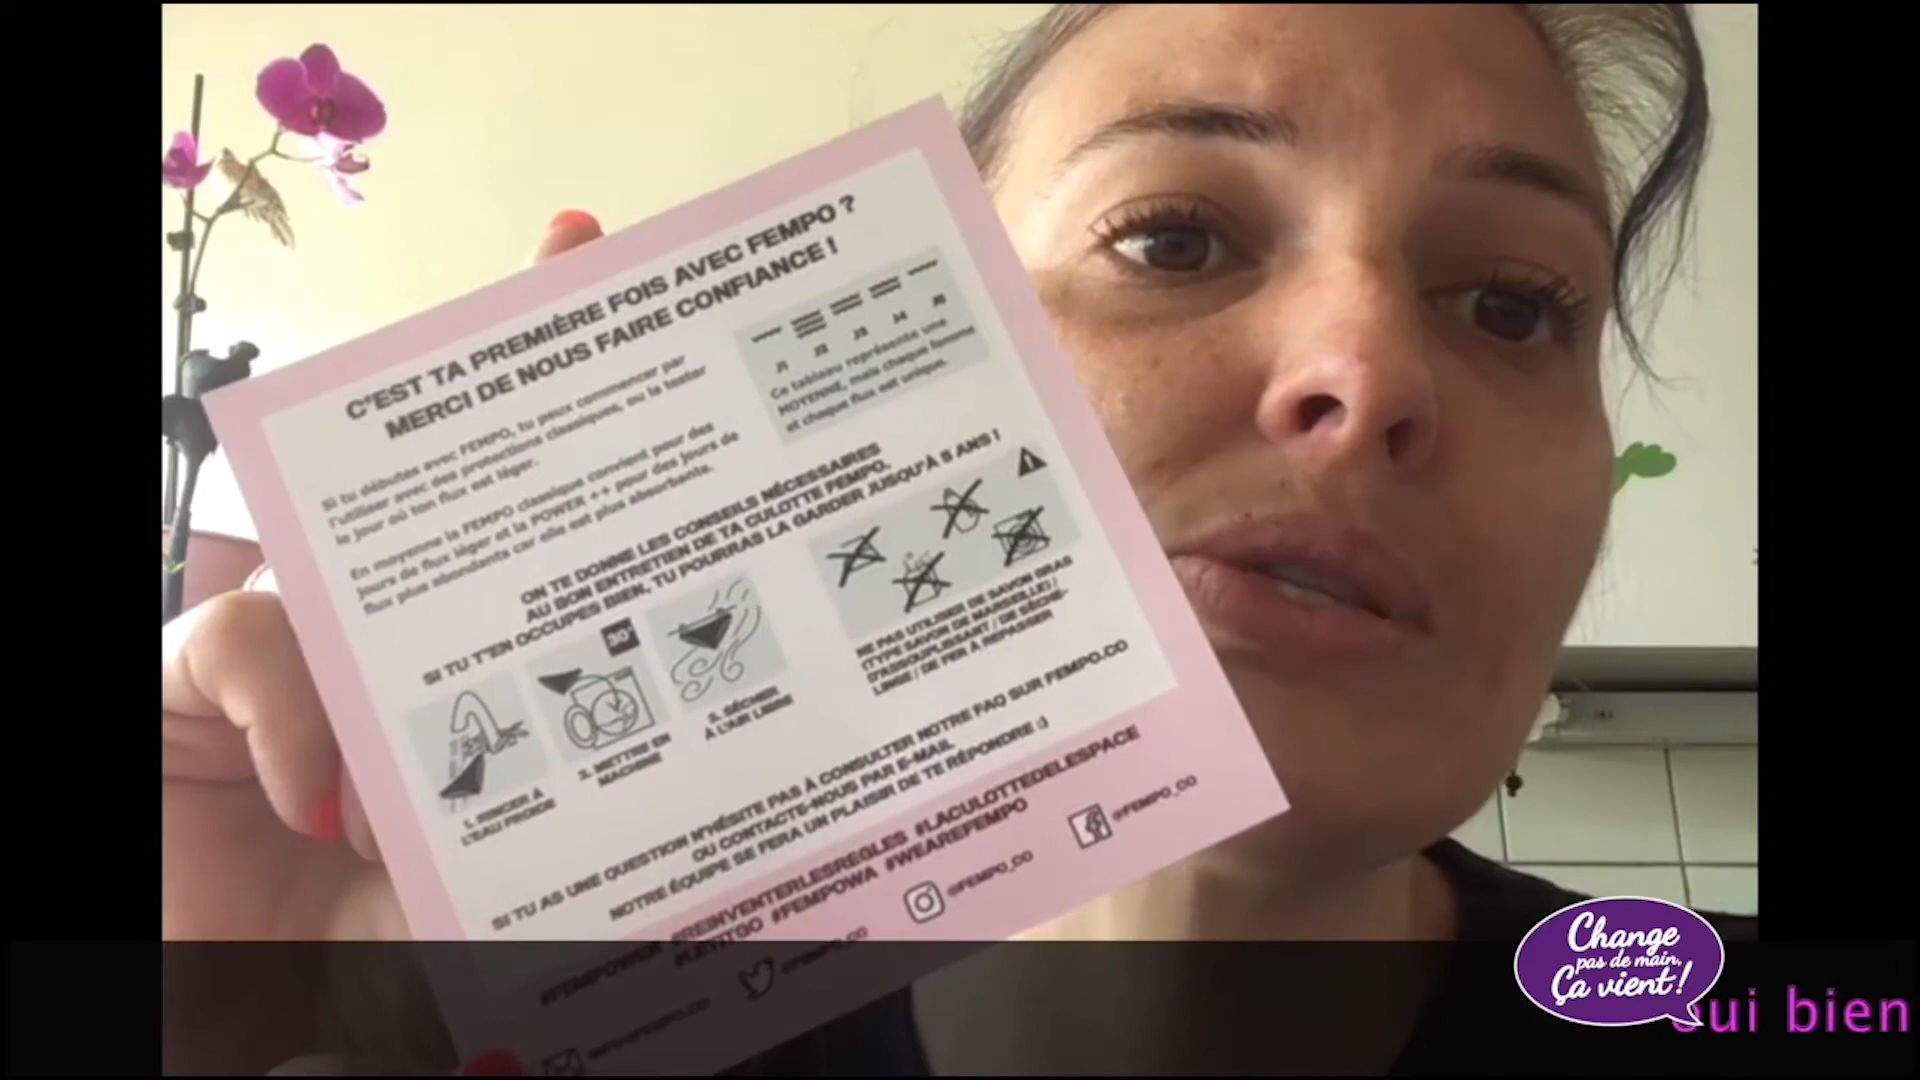 C'EST TA PREMIÈRE FOIS AVEC FEMPO ?
MERCI DE NOUS FAIRE CONFIANCE !
Si tu débutes avec FEMPO, tu peux commencer par
l'utiliser avec des protections classiques, ou la tester
le jour où ton flux est léger.
En moyenne la FEMPO classique convient pour des
jours de flux léger et la POWER ++ pour des jours de
flux plus abondants car elle est plus absorbante.
J1 J2 J3 J4 J5
Ce tableau représente une
MOYENNE, mais chaque femme
et chaque flux est unique.
ON TE DONNE LES CONSEILS NÉCESSAIRES
AU BON ENTRETIEN DE TA CULOTTE FEMPO.
SI TU T'EN OCCUPES BIEN, TU POURRAS LA GARDER JUSQU'À 5 ANS !
30°
1. RINCER À
L'EAU FROIDE
2. METTRE EN
MACHINE
3. SÉCHER
À L'AIR LIBRE
NE PAS UTILISER DE SAVON GRAS
(TYPE SAVON DE MARSEILLE) /
D'ASSOUPLISSANT / DE SÈCHE-
LINGE / DE FER À REPASSER
SI TU AS UNE QUESTION N'HÉSITE PAS À CONSULTER NOTRE FAQ SUR FEMPO.CO
OU CONTACTE-NOUS PAR E-MAIL.
NOTRE ÉQUIPE SE FERA UN PLAISIR DE TE RÉPONDRE :)
#FEMPOWER #REINVENTERLESREGLES #LACULOTTEDELESPACE
#LETITGO #FEMPOWA #WEAREFEMPO
@FEMPO_CO
@FEMPO_CO
@FEMPO_CO
Change
pas de main,
Ça vient !
oui bien